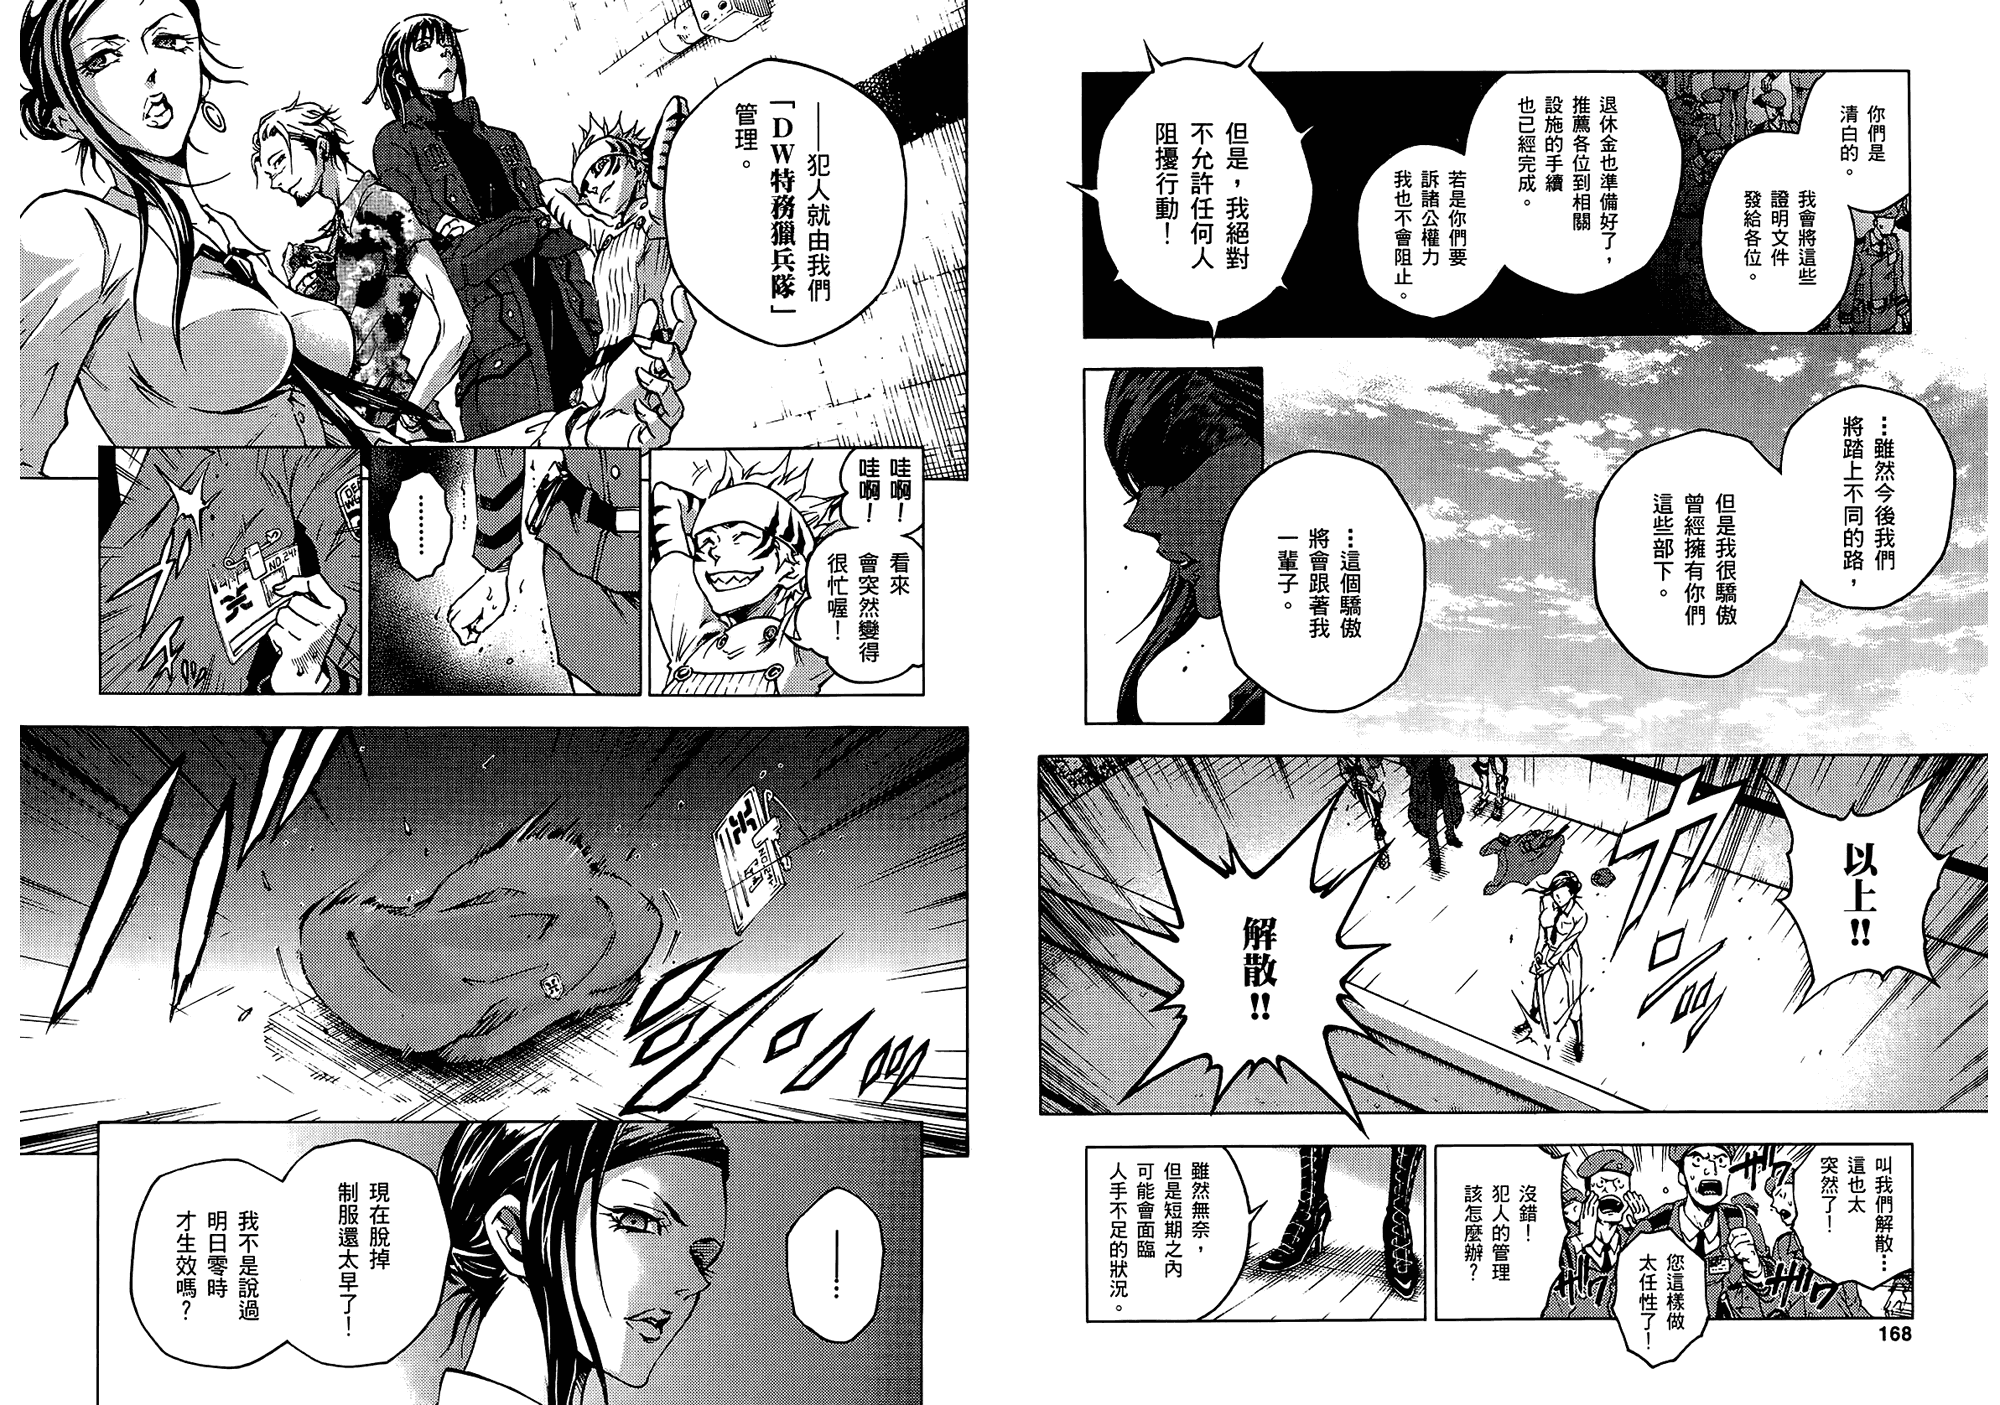 你們是
清白的。
我會將這些
證明文件
發給各位。
退休金也準備好了，
推薦各位到相關
設施的手續
也已經完成。
若是你們要
訴諸公權力
我也不會阻止。
但是，我絕對
不允許任何人
阻擾行動！
…雖然今後我們
將踏上不同的路，
但是我很驕傲
曾經擁有你們
這些部下。
…這個驕傲
將會跟著我
一輩子。
以上!!
解散!!
叫我們解散…
這也太
突然了！
您這樣做
太任性了！
沒錯！
犯人的管理
該怎麼辦？
雖然無奈，
但是短期之內
可能會面臨
人手不足的狀況。
168
——犯人就由我們
「DW特務獵兵隊」
管理。
哇啊！
哇啊！
看來
會突然變得
很忙喔！
………
NO.241
——…
現在脫掉
制服還太早了！
我不是說過
明日零時
才生效嗎？